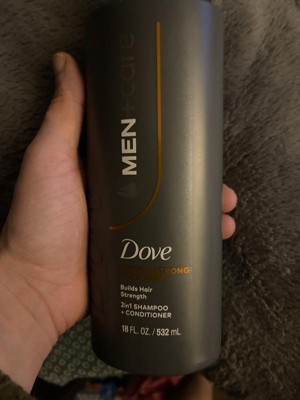 MEN+care
Dove
STRONG
Builds Hair
Strength
2in1 SHAMPOO
+ CONDITIONER
18 FL. OZ. / 532 mL